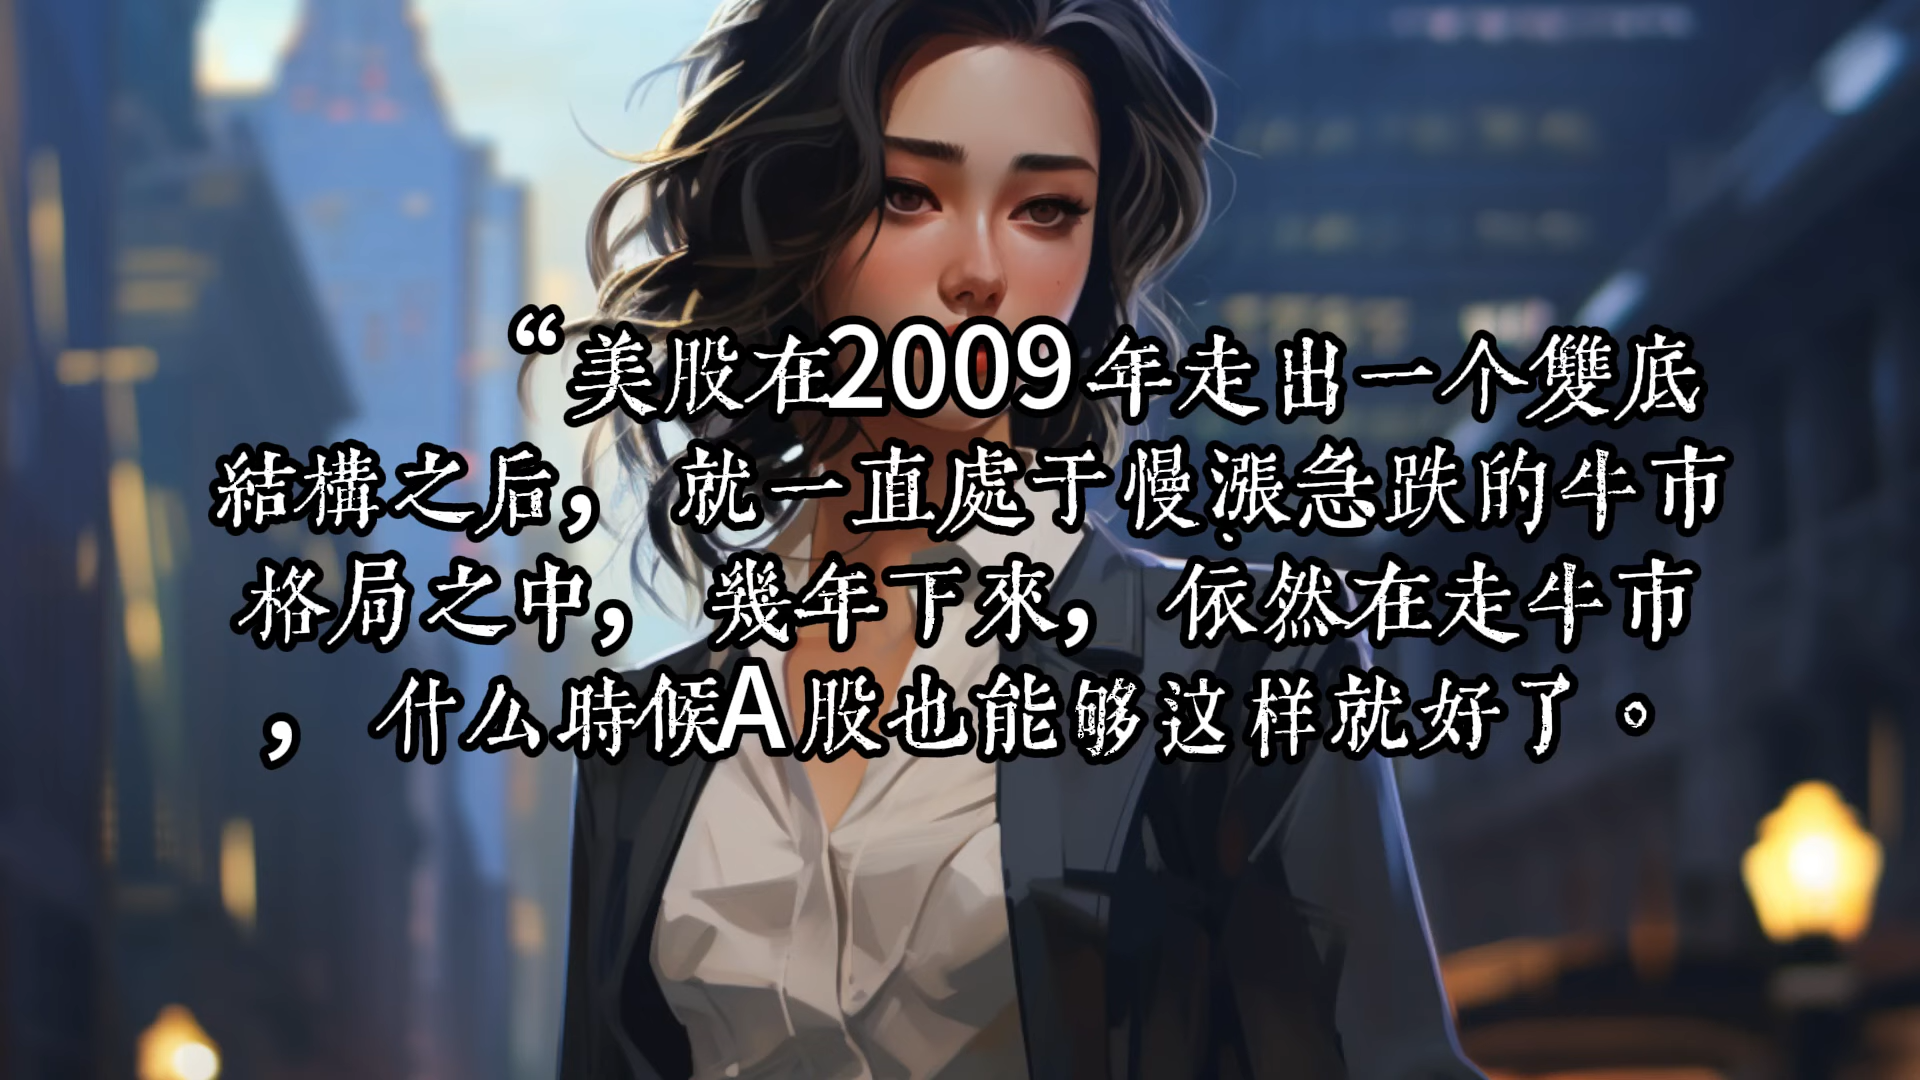 “美股在2009年走出一个雙底
結構之后，就一直處于慢漲急跌的牛市
格局之中，幾年下來，依然在走牛市
，什么時候A股也能够这样就好了。